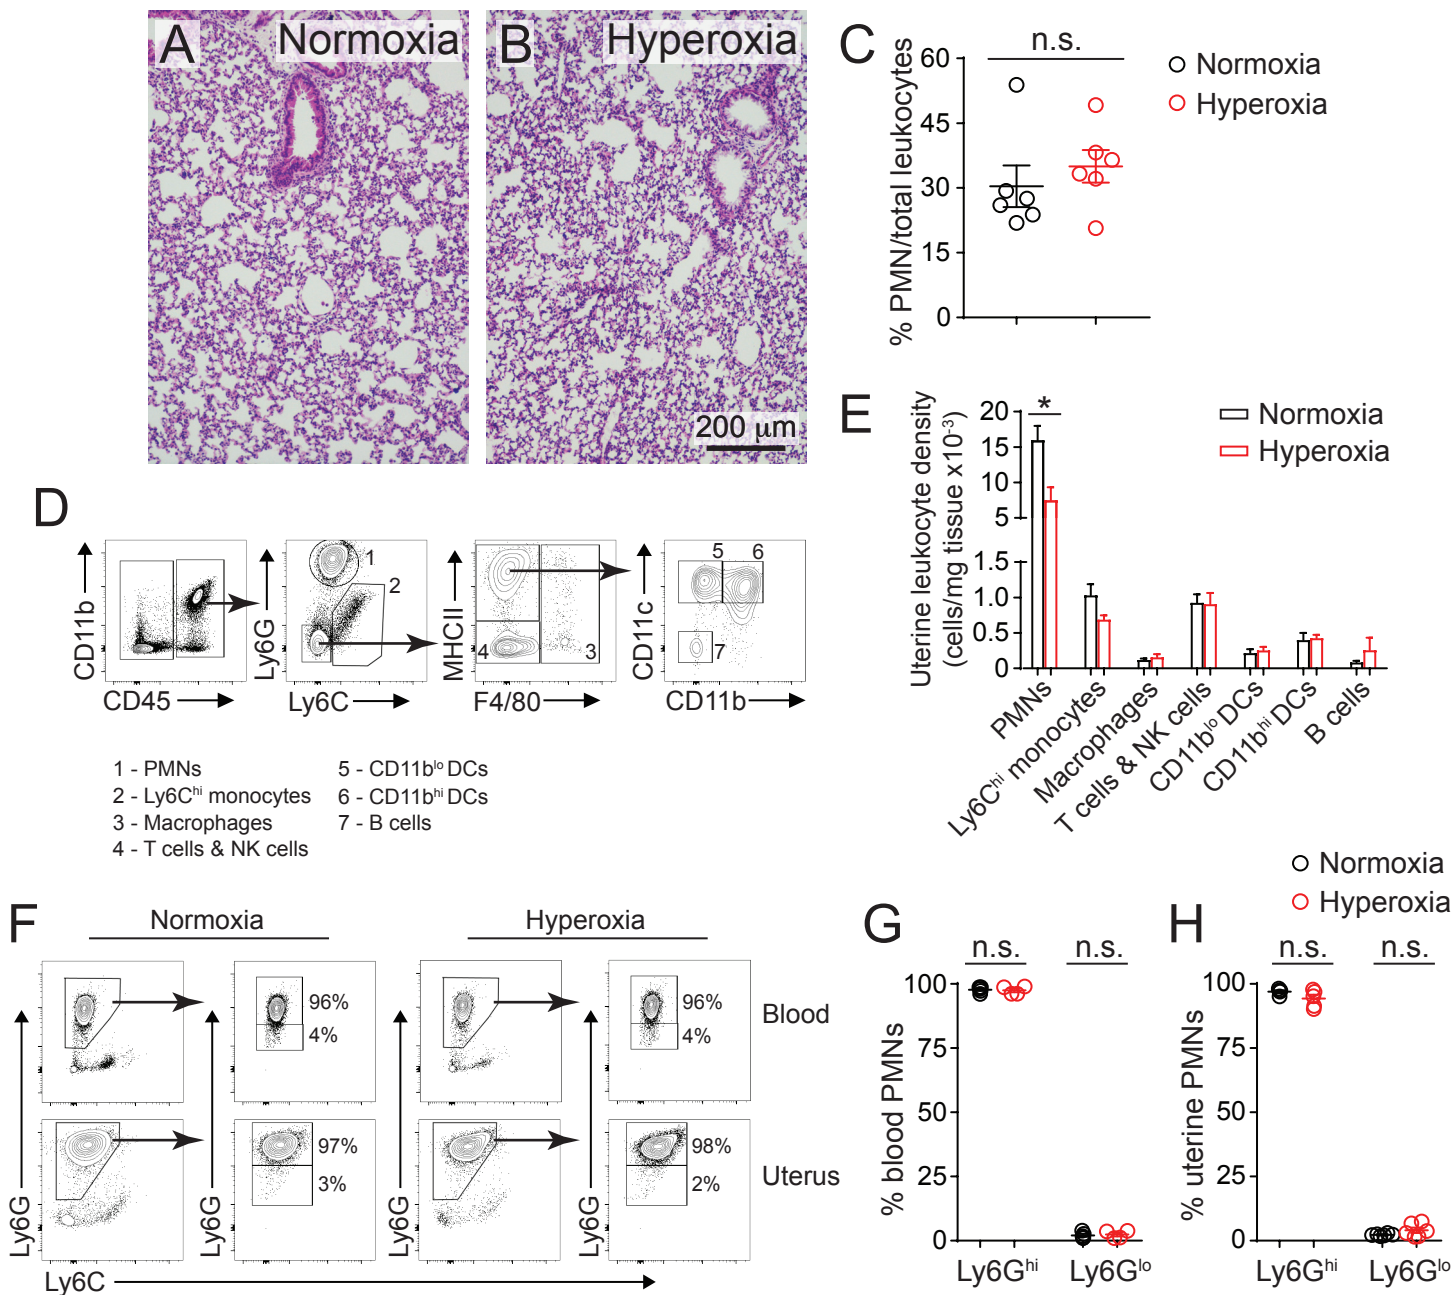 A Normoxia
B Hyperoxia
200 μm
C
n.s.
% PMN/total leukocytes
60
45
30
15
0
Normoxia
Hyperoxia
D
CD11b
CD45
Ly6G
Ly6C
1
2
MHCII
F4/80
4
3
CD11c
CD11b
5
6
7
1 - PMNs
2 - Ly6Chi monocytes
3 - Macrophages
4 - T cells & NK cells
5 - CD11blo DCs
6 - CD11bhi DCs
7 - B cells
E
Uterine leukocyte density
(cells/mg tissue x10-3)
20
15
10
5
1.0
0.5
0
*
Normoxia
Hyperoxia
PMNs
Ly6Chi monocytes
Macrophages
T cells & NK cells
CD11blo DCs
CD11bhi DCs
B cells
F
Normoxia
Hyperoxia
Ly6G
Ly6G
96%
4%
Ly6G
Ly6G
96%
4%
Blood
97%
3%
98%
2%
Uterus
Ly6C
Normoxia
Hyperoxia
G
n.s.
n.s.
% blood PMNs
100
75
50
25
0
Ly6Ghi
Ly6Glo
H
n.s.
n.s.
% uterine PMNs
100
75
50
25
0
Ly6Ghi
Ly6Glo